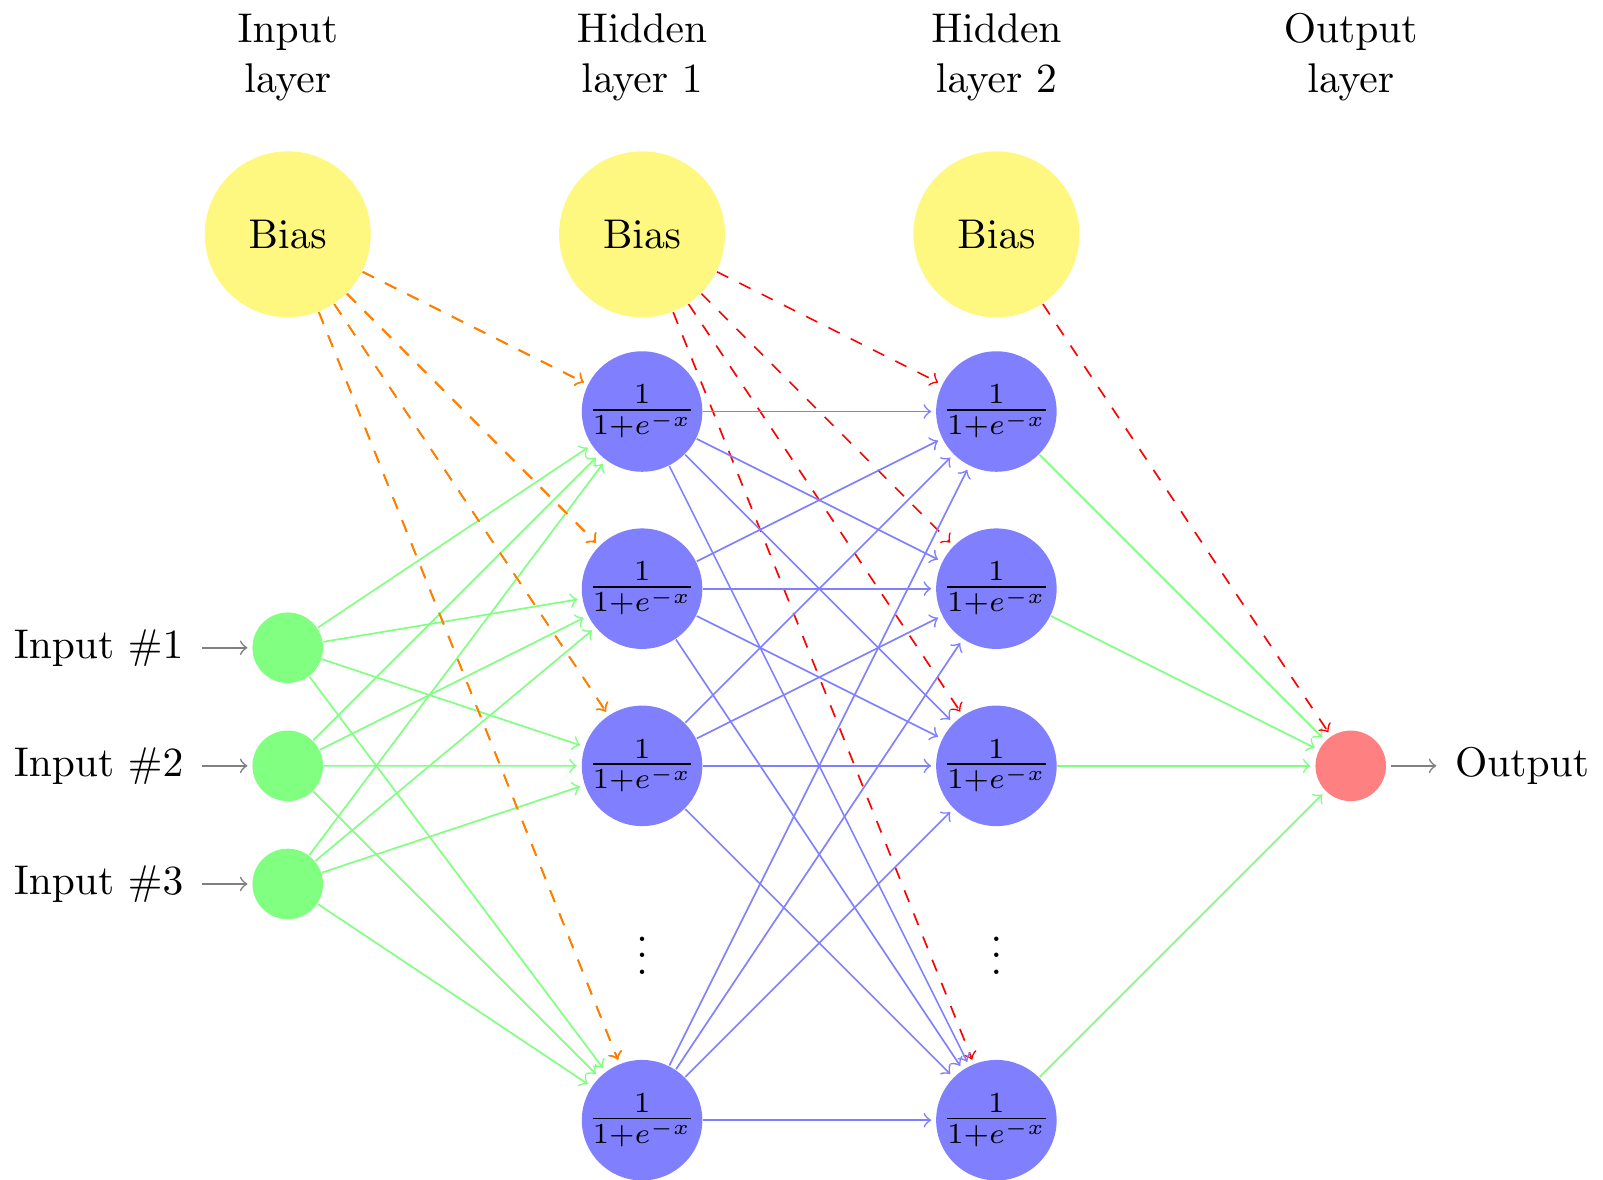 Input
layer
Hidden
layer 1
Hidden
layer 2
Output
layer
Bias
Bias
Bias
$\frac{1}{1+e^{-x}}$
$\frac{1}{1+e^{-x}}$
$\frac{1}{1+e^{-x}}$
$\frac{1}{1+e^{-x}}$
Input #1
Input #2
$\frac{1}{1+e^{-x}}$
$\frac{1}{1+e^{-x}}$
Output
Input #3
⋮
⋮
$\frac{1}{1+e^{-x}}$
$\frac{1}{1+e^{-x}}$